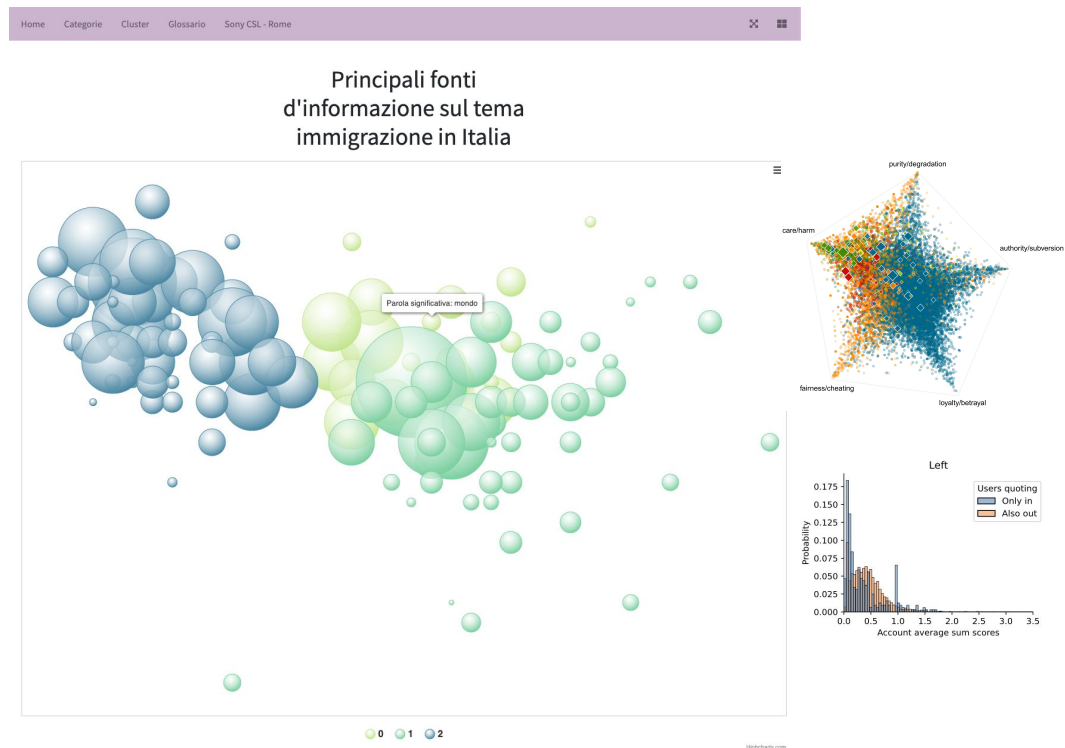 Home Categorie Cluster Glossario Sony CSL - Rome
Principali fonti
d'informazione sul tema
immigrazione in Italia
Parola significativa: mondo
0 1 2
purity/degradation
care/harm
authority/subversion
fairness/cheating
loyalty/betrayal
Left
Users quoting
Only in
Also out
Probability
0.175
0.150
0.125
0.100
0.075
0.050
0.025
0.000
0.0 0.5 1.0 1.5 2.0 2.5 3.0 3.5
Account average sum scores